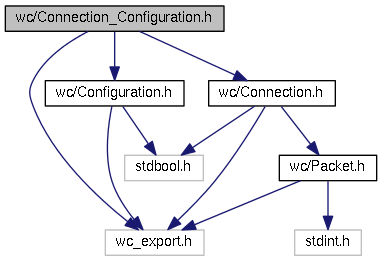 wc/Connection_Configuration.h
wc/Configuration.h
wc/Connection.h
stdbool.h
wc/Packet.h
wc_export.h
stdint.h